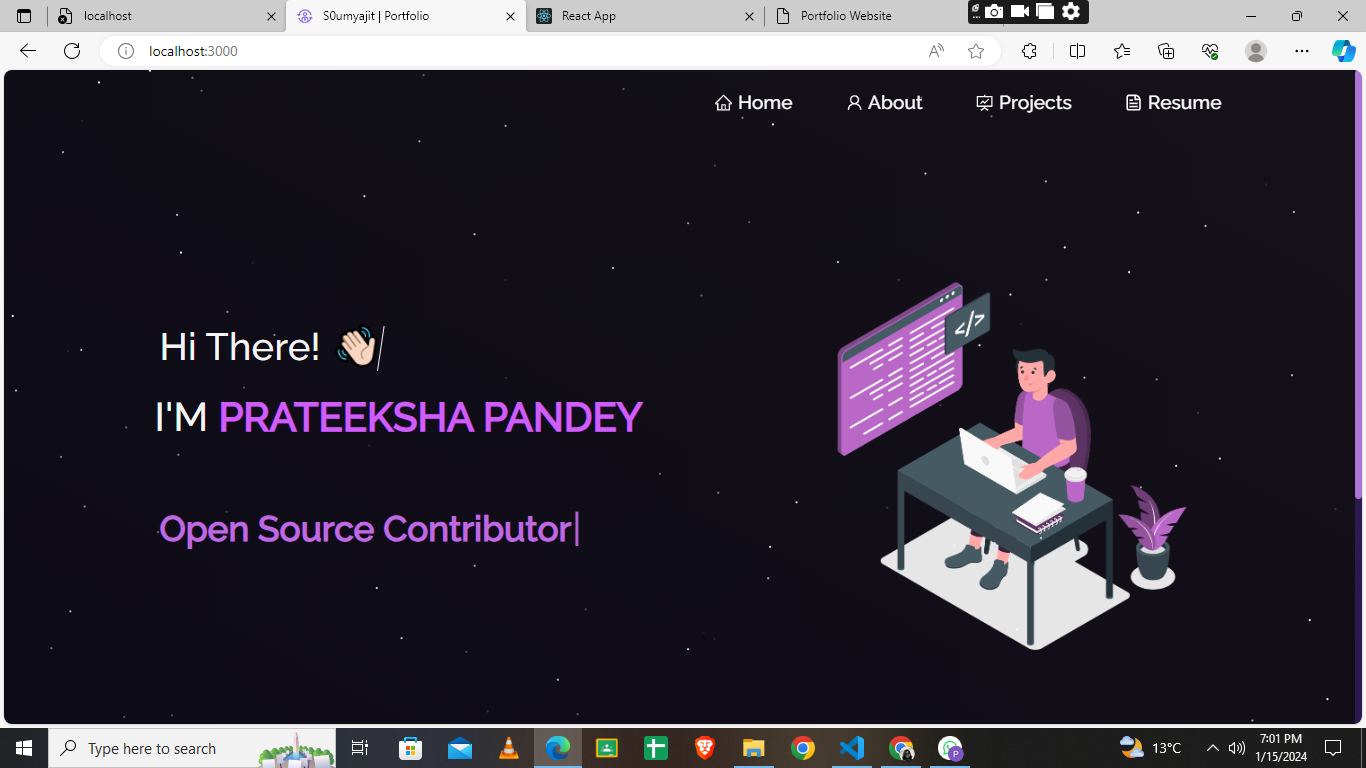 localhost
S0umyajit | Portfolio
React App
Portfolio Website
localhost:3000
Home
About
Projects
Resume
Hi There! 👋🏻
I'M PRATEEKSHA PANDEY
Open Source Contributor
</>
Type here to search
13°C
7:01 PM
1/15/2024
P